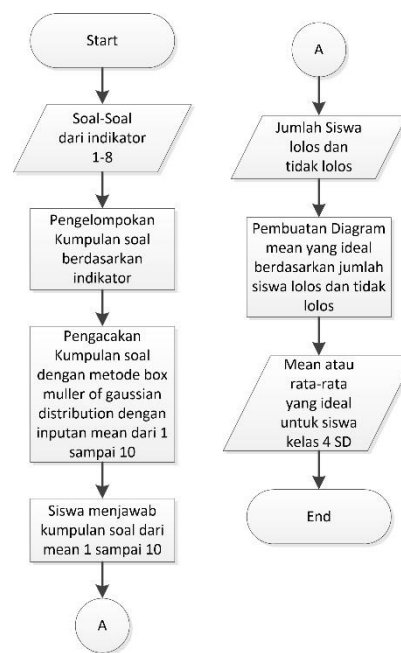 Start
Soal-Soal
dari indikator
1-8
Pengelompokan
Kumpulan soal
berdasarkan
indikator
Pengacakan
Kumpulan soal
dengan metode box
muller of gaussian
distribution dengan
inputan mean dari 1
sampai 10
Siswa menjawab
kumpulan soal dari
mean 1 sampai 10
A
A
Jumlah Siswa
lolos dan
tidak lolos
Pembuatan Diagram
mean yang ideal
berdasarkan jumlah
siswa lolos dan tidak
lolos
Mean atau
rata-rata
yang ideal
untuk siswa
kelas 4 SD
End